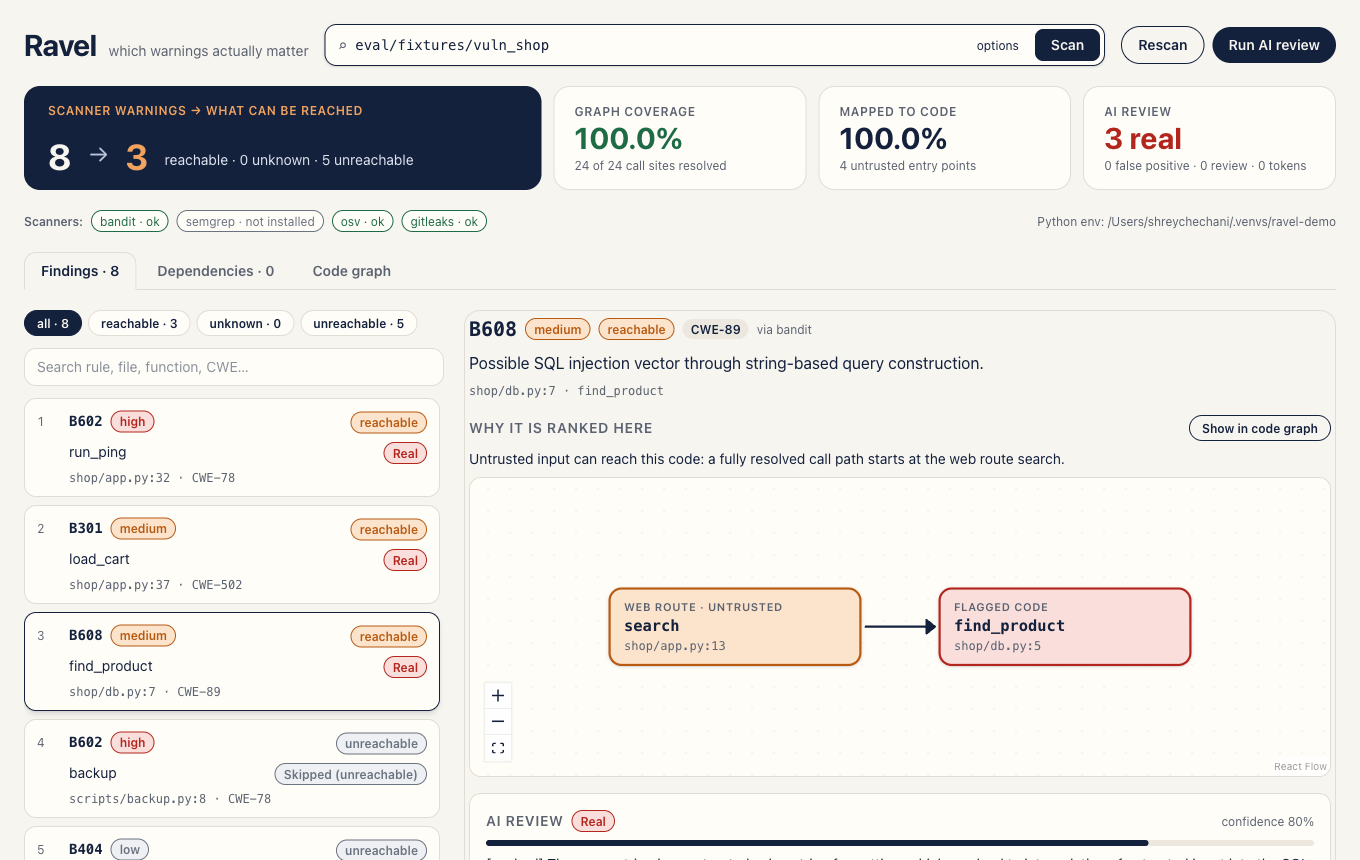 Ravel which warnings actually matter
eval/fixtures/vuln_shop options Scan Rescan Run AI review
SCANNER WARNINGS → WHAT CAN BE REACHED
8 → 3 reachable · 0 unknown · 5 unreachable
GRAPH COVERAGE
100.0%
24 of 24 call sites resolved
MAPPED TO CODE
100.0%
4 untrusted entry points
AI REVIEW
3 real
0 false positive · 0 review · 0 tokens
Scanners: bandit · ok semgrep · not installed osv · ok gitleaks · ok
Python env: /Users/shreychechani/.venvs/ravel-demo
Findings · 8 Dependencies · 0 Code graph
all · 8 reachable · 3 unknown · 0 unreachable · 5
Search rule, file, function, CWE...
1 B602 high reachable
run_ping Real
shop/app.py:32 · CWE-78
2 B301 medium reachable
load_cart Real
shop/app.py:37 · CWE-502
3 B608 medium reachable
find_product Real
shop/db.py:7 · CWE-89
4 B602 high unreachable
backup Skipped (unreachable)
scripts/backup.py:8 · CWE-78
5 B404 low unreachable
B608 medium reachable CWE-89 via bandit
Possible SQL injection vector through string-based query construction.
shop/db.py:7 · find_product
WHY IT IS RANKED HERE Show in code graph
Untrusted input can reach this code: a fully resolved call path starts at the web route search.
WEB ROUTE · UNTRUSTED
search
shop/app.py:13
FLAGGED CODE
find_product
shop/db.py:5
React Flow
AI REVIEW Real confidence 80%